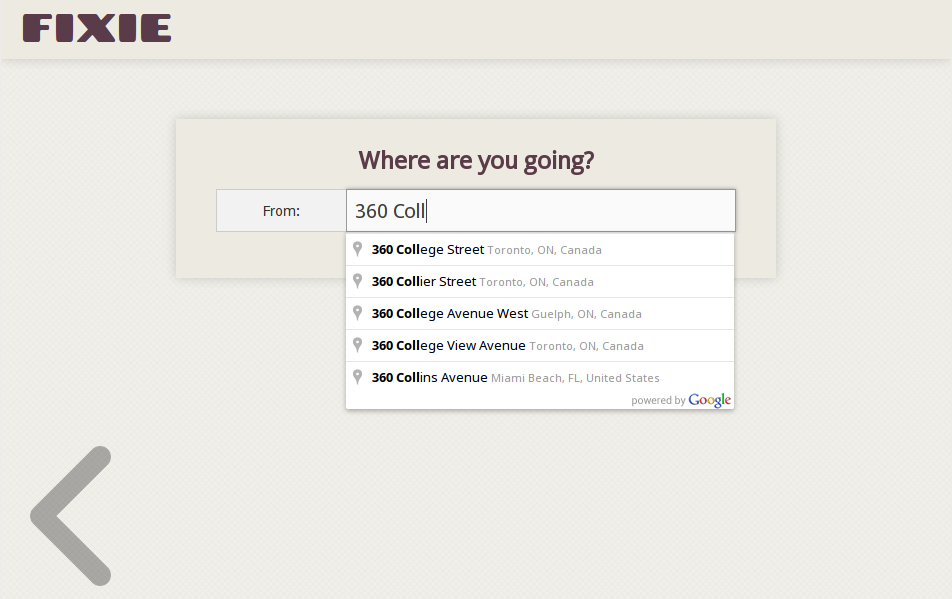 FIXIE
Where are you going?
From:
360 Coll
360 College Street Toronto, ON, Canada
360 Collier Street Toronto, ON, Canada
360 College Avenue West Guelph, ON, Canada
360 College View Avenue Toronto, ON, Canada
360 Collins Avenue Miami Beach, FL, United States
powered by Google